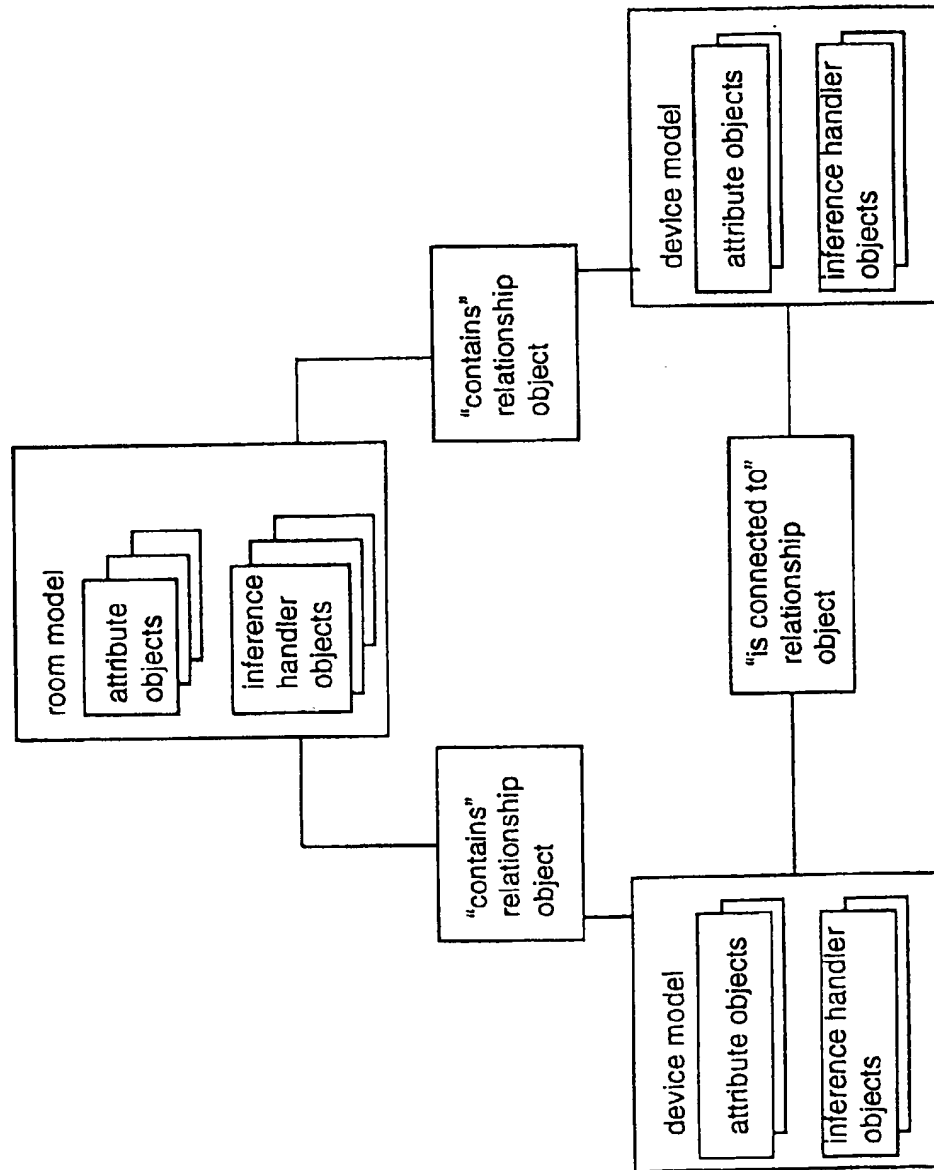 room model
attribute
objects
inference
handler
objects
“contains”
relationship
object
“contains”
relationship
object
device model
attribute objects
inference handler
objects
“is connected to”
relationship
object
device model
attribute objects
inference handler
objects